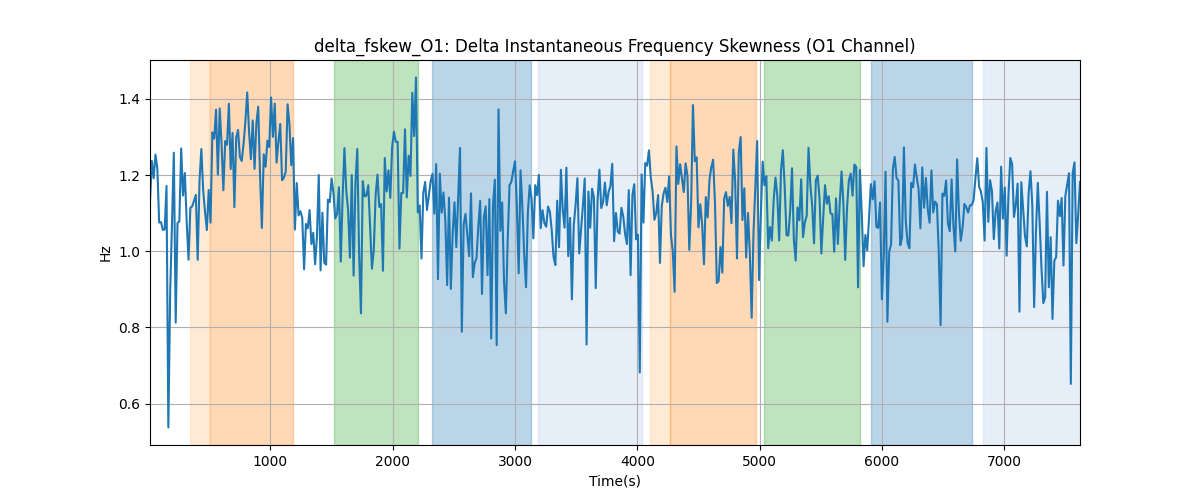 delta_fskew_O1: Delta Instantaneous Frequency Skewness (O1 Channel)
1.4
1.2
1.0
0.8
0.6
Hz
1000 2000 3000 4000 5000 6000 7000
Time(s)